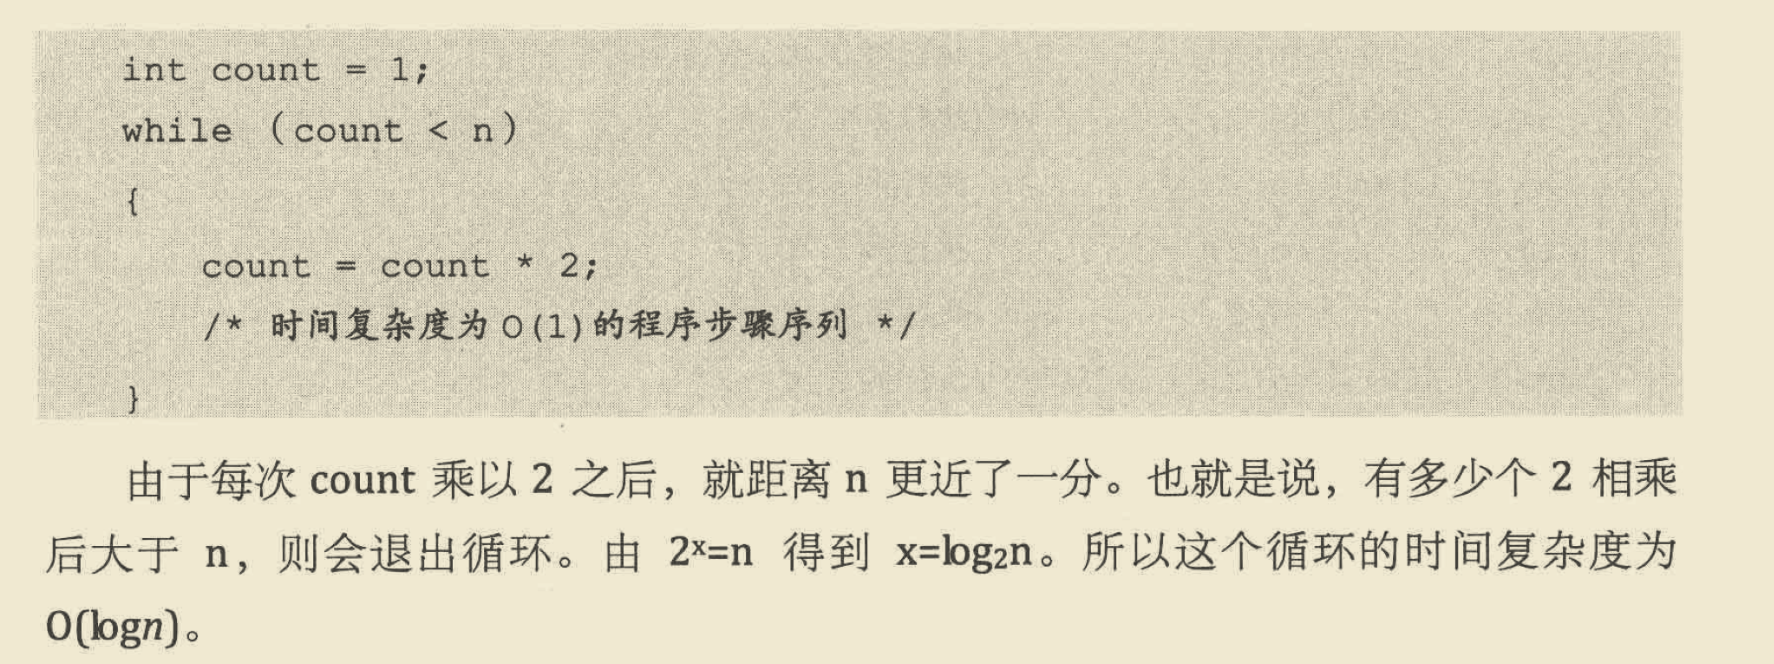 int count = 1;
while (count < n)
{
count = count * 2;
/* 时间复杂度为O(1)的程序步骤序列 */
}
由于每次 count 乘以 2 之后，就距离 n 更近了一分。也就是说，有多少个 2 相乘
后大于 n，则会退出循环。由 2ˣ=n 得到 x=log₂n。所以这个循环的时间复杂度为
O(logn)。